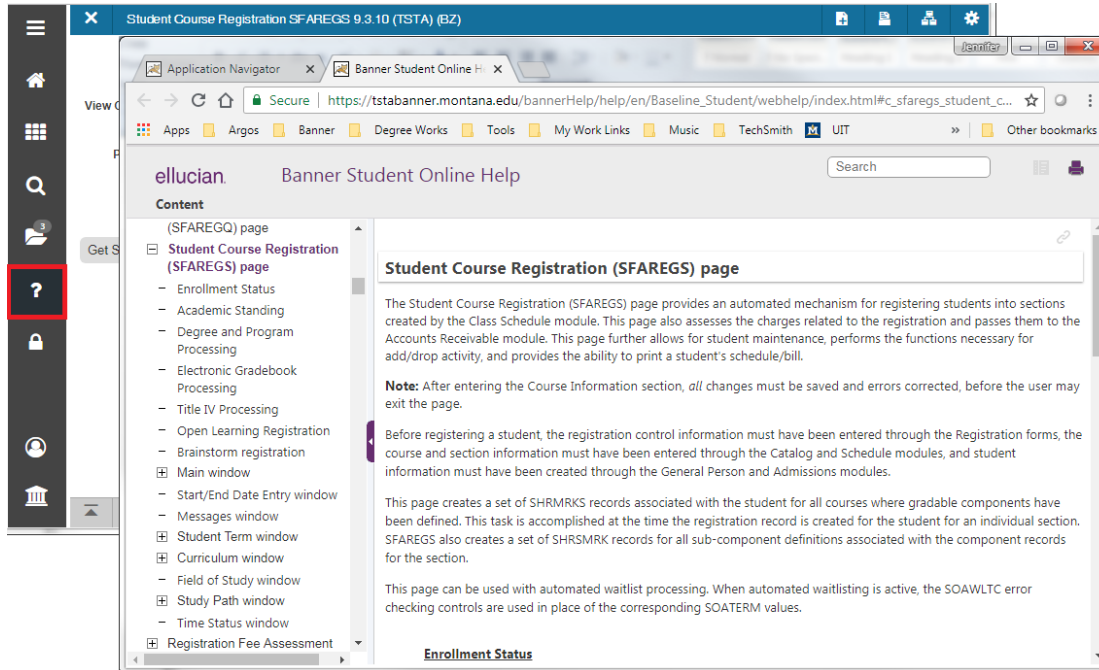 Student Course Registration SFAREGS 9.3.10 (TSTA) (BZ)
Jennifer
Application Navigator
Banner Student Online H
Secure https://tstabanner.montana.edu/bannerHelp/help/en/Baseline_Student/webhelp/index.html#c_sfaregs_student_c...
Apps Argos Banner Degree Works Tools My Work Links Music TechSmith UIT » Other bookmarks
View
3
Get S
?
ellucian. Banner Student Online Help
Search
Content
(SFAREGQ) page
Student Course Registration
(SFAREGS) page
Enrollment Status
Academic Standing
Degree and Program
Processing
Electronic Gradebook
Processing
Title IV Processing
Open Learning Registration
Brainstorm registration
Main window
Start/End Date Entry window
Messages window
Student Term window
Curriculum window
Field of Study window
Study Path window
Time Status window
Registration Fee Assessment
Student Course Registration (SFAREGS) page
The Student Course Registration (SFAREGS) page provides an automated mechanism for registering students into sections
created by the Class Schedule module. This page also assesses the charges related to the registration and passes them to the
Accounts Receivable module. This page further allows for student maintenance, performs the functions necessary for
add/drop activity, and provides the ability to print a student's schedule/bill.
Note: After entering the Course Information section, all changes must be saved and errors corrected, before the user may
exit the page.
Before registering a student, the registration control information must have been entered through the Registration forms, the
course and section information must have been entered through the Catalog and Schedule modules, and student
information must have been created through the General Person and Admissions modules.
This page creates a set of SHRMRKS records associated with the student for all courses where gradable components have
been defined. This task is accomplished at the time the registration record is created for the student for an individual section.
SFAREGS also creates a set of SHRSMRK records for all sub-component definitions associated with the component records
for the section.
This page can be used with automated waitlist processing. When automated waitlisting is active, the SOAWLTC error
checking controls are used in place of the corresponding SOATERM values.
Enrollment Status